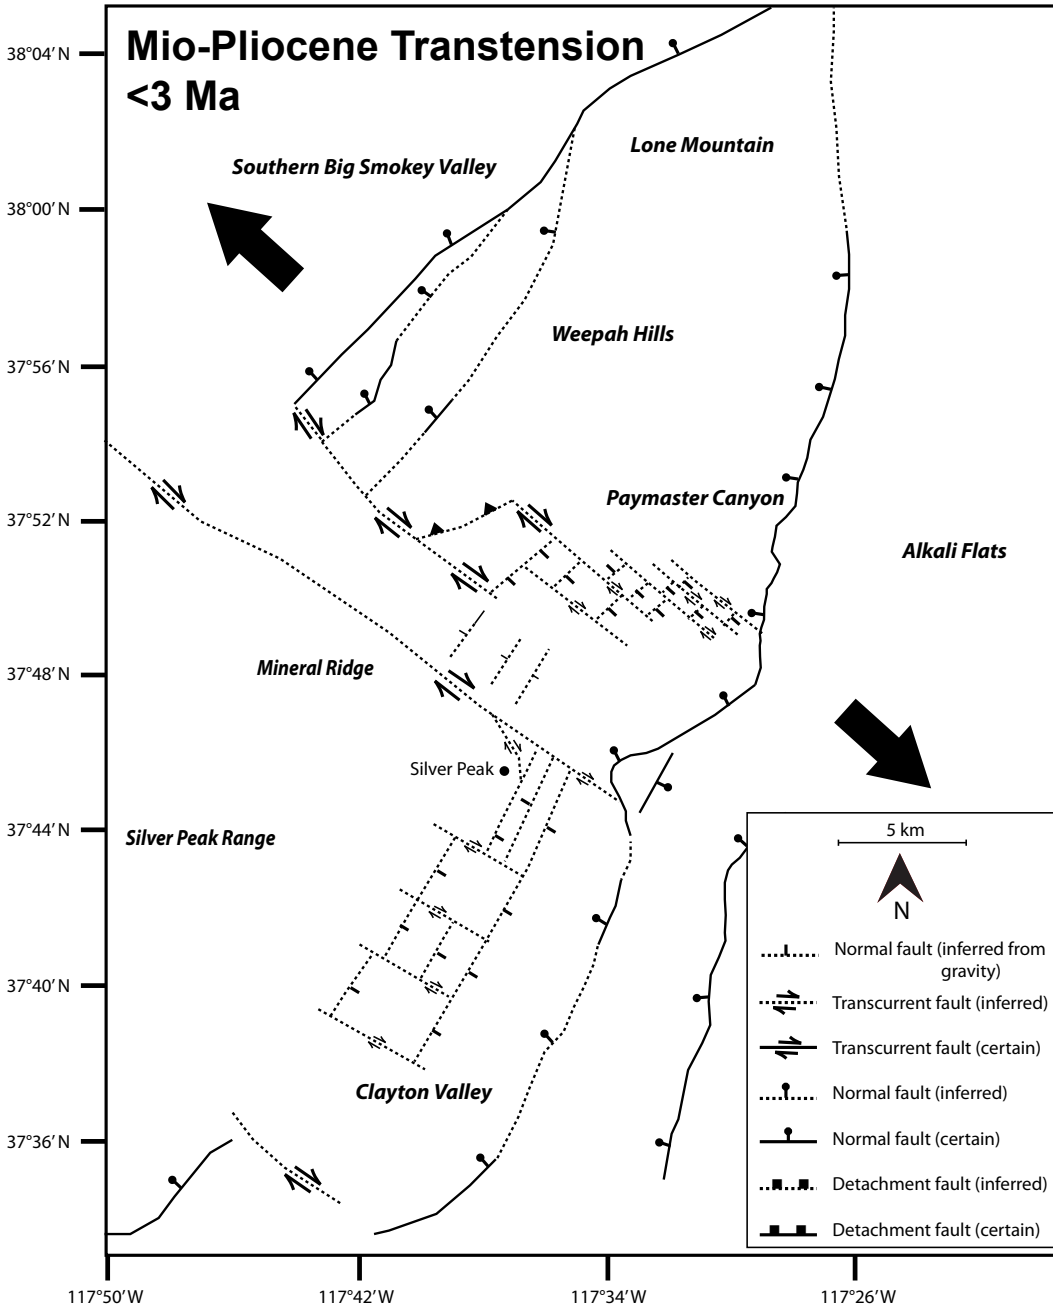 Mio-Pliocene Transtension
<3 Ma
38°04′ N
Lone Mountain
Southern Big Smokey Valley
38°00′ N
Weepah Hills
37°56′ N
Paymaster Canyon
37°52′ N
Alkali Flats
Mineral Ridge
37°48′ N
Silver Peak
37°44′ N
Silver Peak Range
5 km
N
Normal fault (inferred from
gravity)
37°40′ N
Transcurrent fault (inferred)
Transcurrent fault (certain)
Clayton Valley
Normal fault (inferred)
37°36′ N
Normal fault (certain)
Detachment fault (inferred)
Detachment fault (certain)
117°50′W
117°42′W
117°34′W
117°26′W